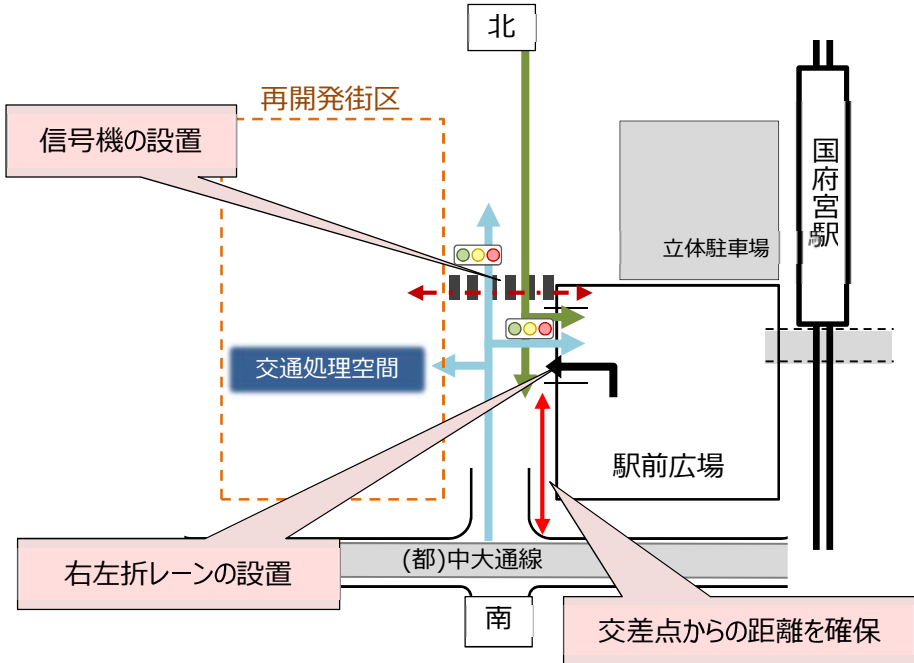 北
再開発街区
信号機の設置
国府宮駅
立体駐車場
交通処理空間
駅前広場
(都)中大通線
右左折レーンの設置
南
交差点からの距離を確保